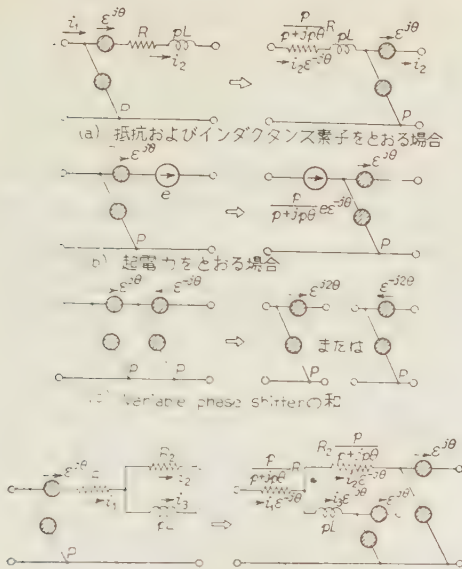 i₁ ε^{jθ} R pL i₂ ⇨ p/(p+jpθ) R pL ε^{jθ}
i₂ε^{-jθ} i₂
P P
(a) 抵抗およびインダクタンス素子をとおる場合
ε^{jθ} e ⇨ p/(p+jpθ) eε^{-jθ} ε^{jθ}
P P
b) 起電力をとおる場合
ε^{jθ} ε^{-jθ} ⇨ ε^{j2θ} または ε^{-j2θ}
P P P P
variable phase shifterの和
ε^{jθ} i₁ R₂ i₂ i₃ pL ⇨ p/(p+jpθ) R i₁ε^{-jθ} R₂ p/(p+jpθ) i₂ε^{-jθ} ε^{jθ}
i₃ε^{-jθ} pL ε^{jθ}
P